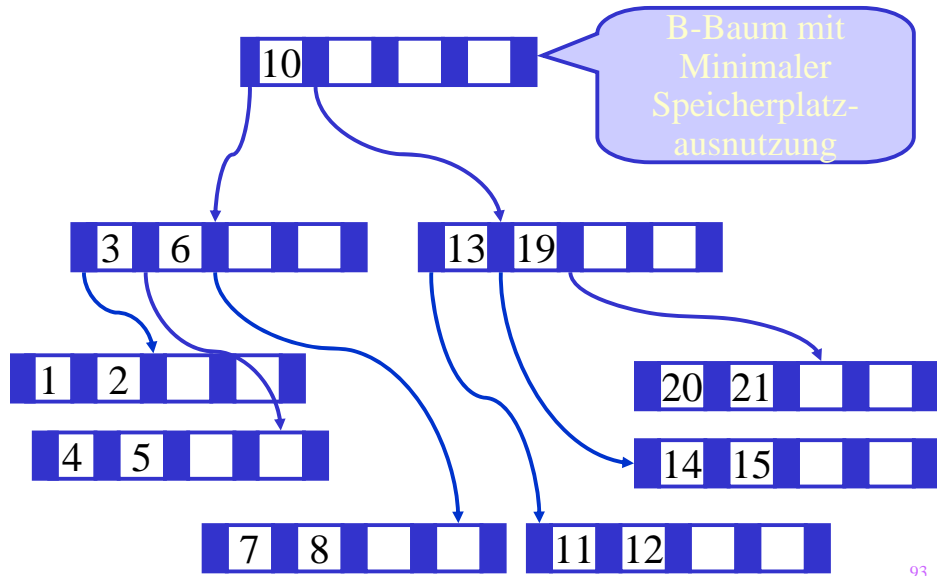 B-Baum mit
Minimaler
Speicherplatz-
ausnutzung
10
3 6
13 19
1 2
20 21
4 5
14 15
7 8
11 12
93